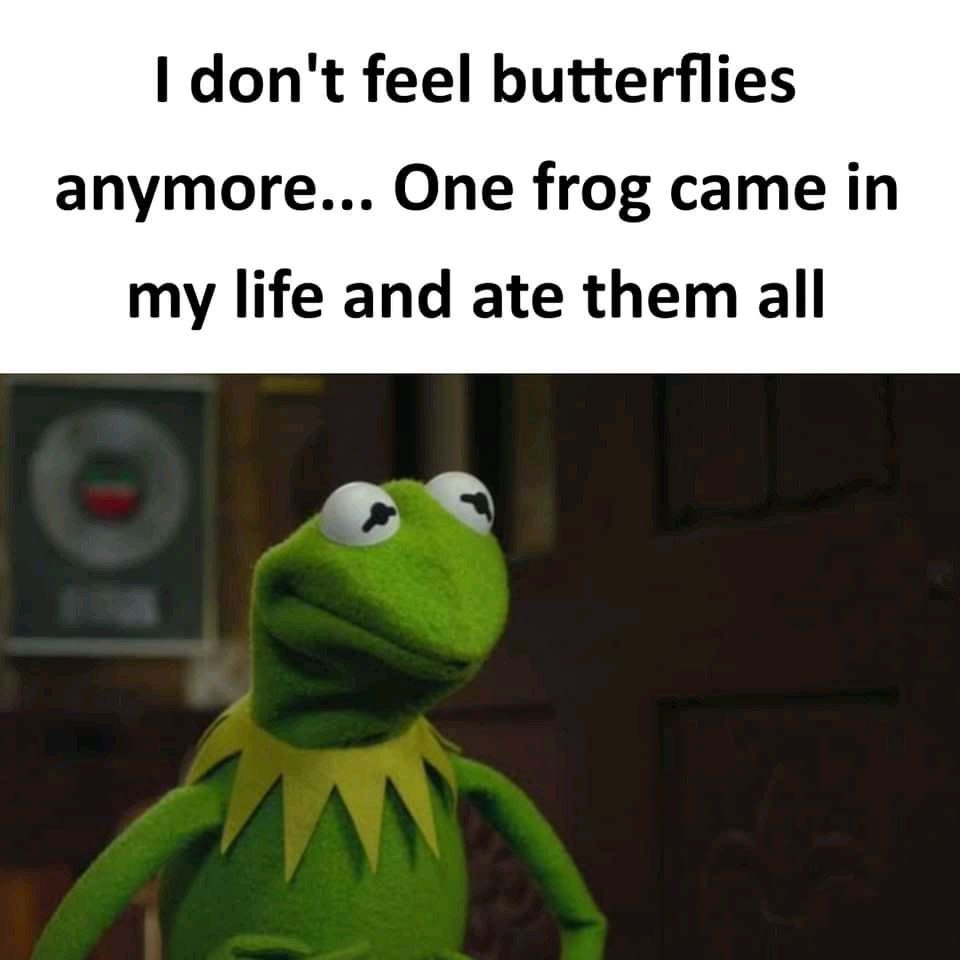 I don't feel butterflies
anymore... One frog came in
my life and ate them all